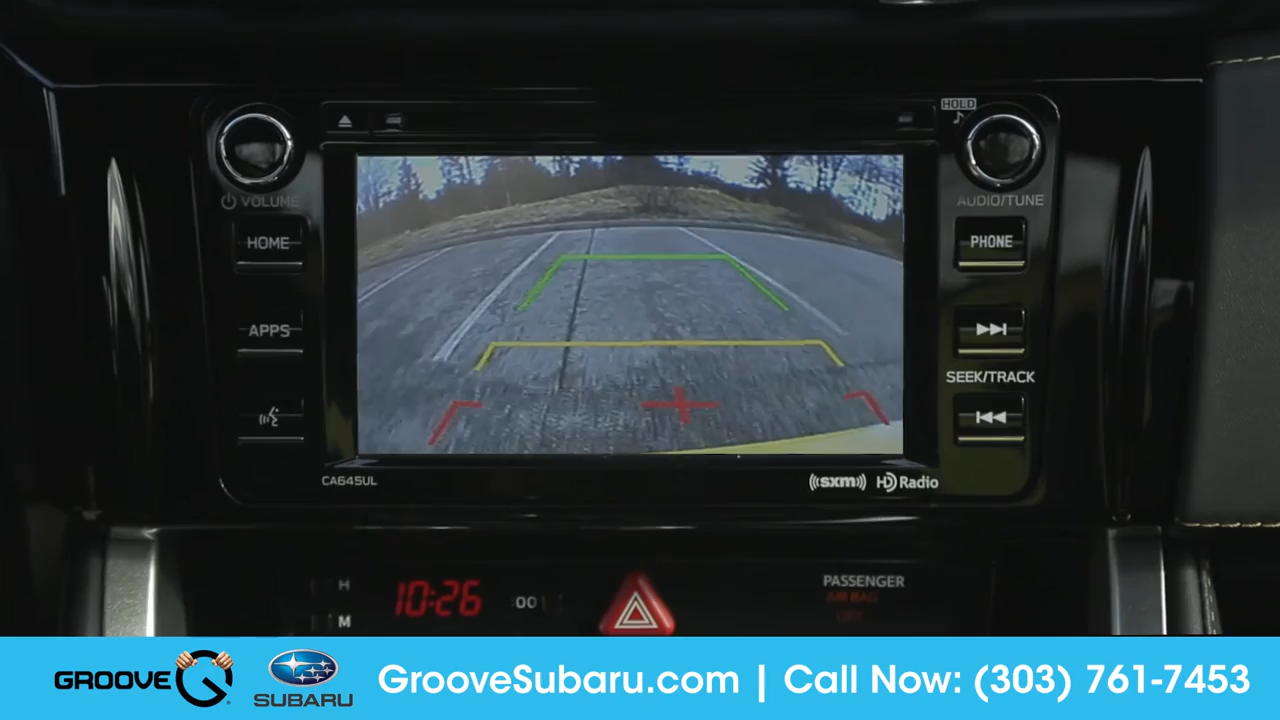 HOLD
VOLUME
AUDIO/TUNE
HOME
PHONE
APPS
SEEK/TRACK
CA645UL
((sxm)) HD Radio
H
10:26
:00
PASSENGER
AIR BAG
OFF
M
GROOVE SUBARU
GrooveSubaru.com | Call Now: (303) 761-7453